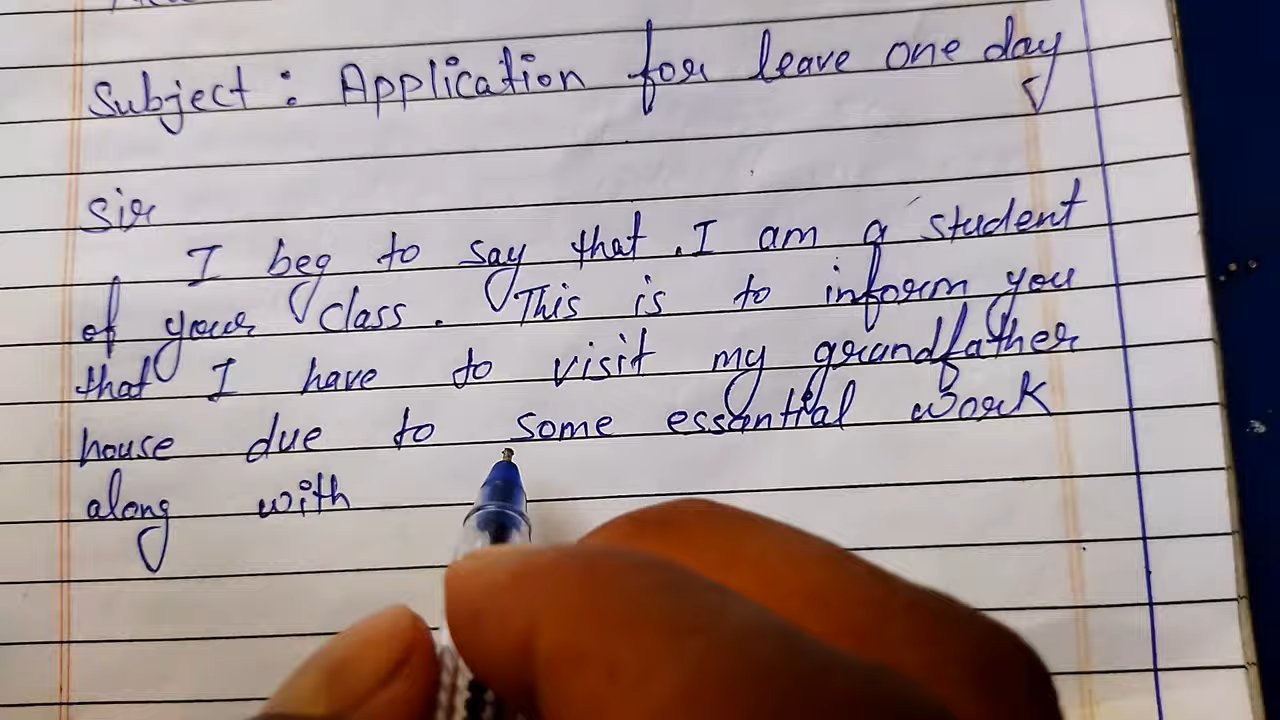 Subject : Application for leave one day
Sir
I beg to say that . I am a student
of your class . This is to inform you
that I have to visit my grandfather
house due to some essential work
along with